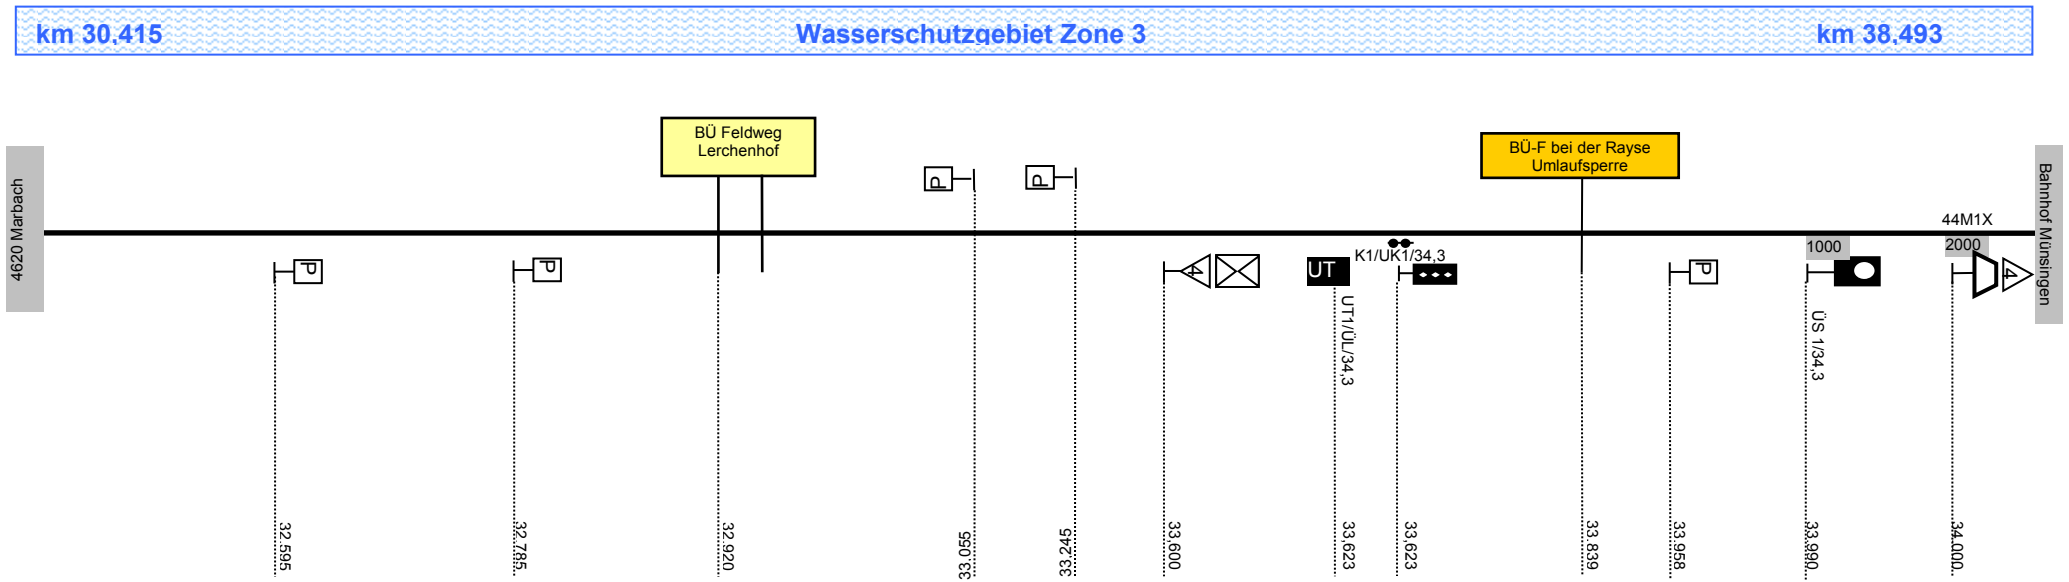 km 30,415
Wasserschutzgebiet Zone 3
km 38,493
BÜ Feldweg
Lerchenhof
BÜ-F bei der Rayse
Umlaufsperre
P
P
4620 Marbach
Bahnhof Münsingen
44M1X
P
P
4
UT
K1/UK1/34,3
P
1000
2000
4
UT1/ÜL/34,3
ÜS 1/34,3
32.595
32.785
32.920
33.095
33.245
33,600
33,623
33,623
33.839
33.958
33.990
34.000